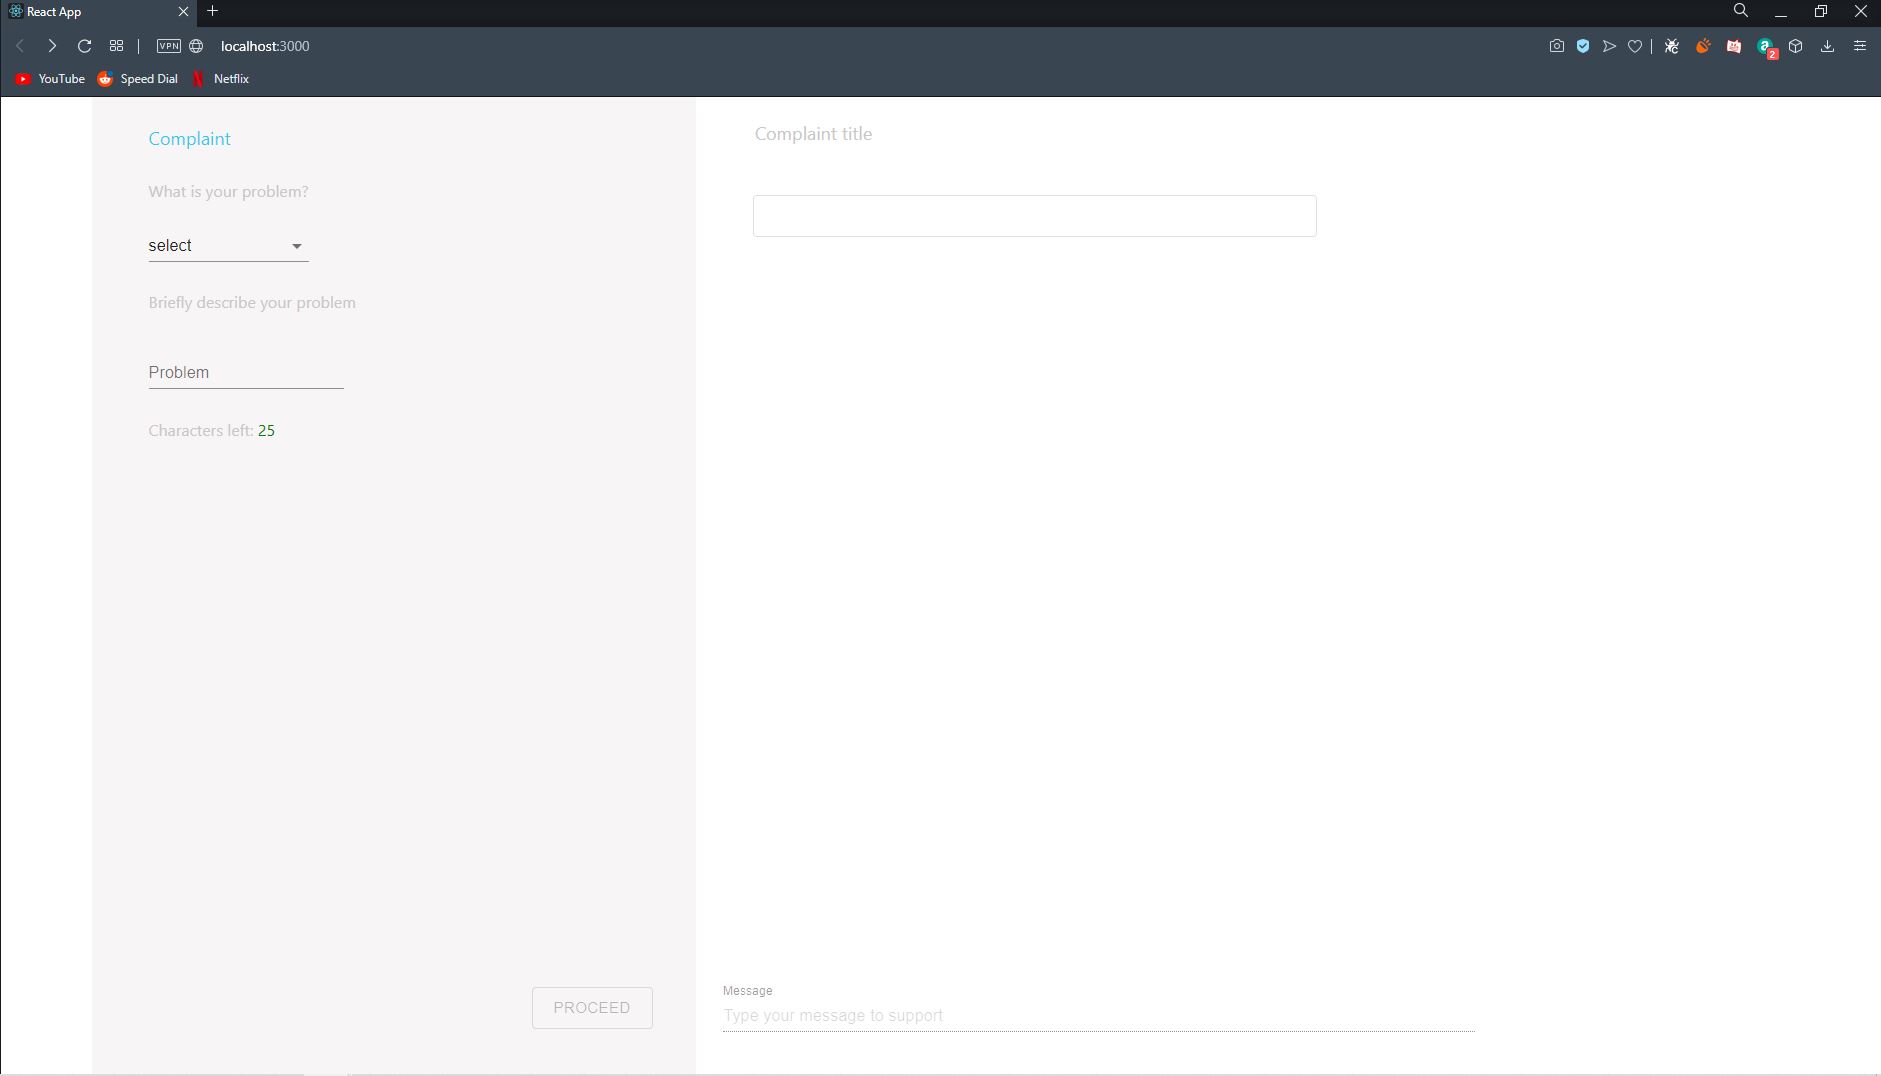 React App
VPN localhost:3000
2
YouTube Speed Dial Netflix
Complaint
What is your problem?
select
Briefly describe your problem
Problem
Characters left: 25
PROCEED
Complaint title
Message
Type your message to support